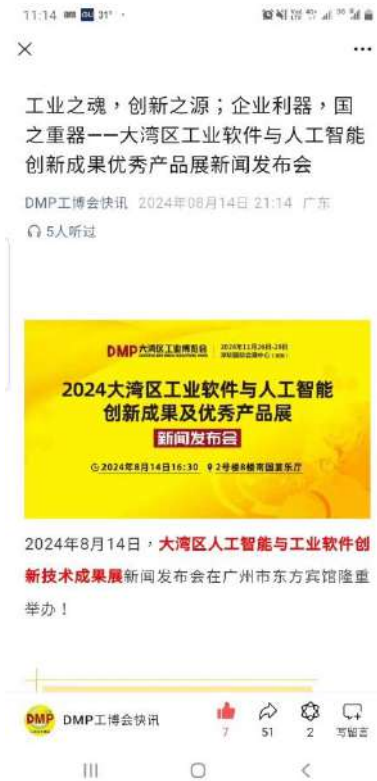 11:14
31°
工业之魂，创新之源；企业利器，国
之重器——大湾区工业软件与人工智能
创新成果优秀产品展新闻发布会
DMP工博会快讯 2024年08月14日 21:14 广东
5人听过
DMP大湾区工业博览会 2024年11月26日-29日
深圳国际会展中心
2024大湾区工业软件与人工智能
创新成果及优秀产品展
新闻发布会
2024年8月14日16:30 2号楼8楼南国宴乐厅
2024年8月14日，大湾区人工智能与工业软件创
新技术成果展新闻发布会在广州市东方宾馆隆重
举办！
DMP DMP工博会快讯
7 51 2 写留言